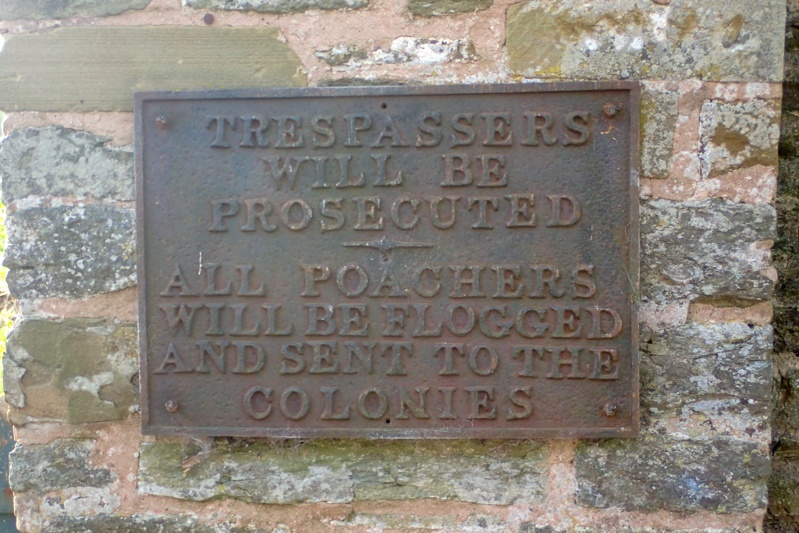 TRESPASSERS
WILL BE
PROSECUTED
ALL POACHERS
WILL BE FLOGGED
AND SENT TO THE
COLONIES